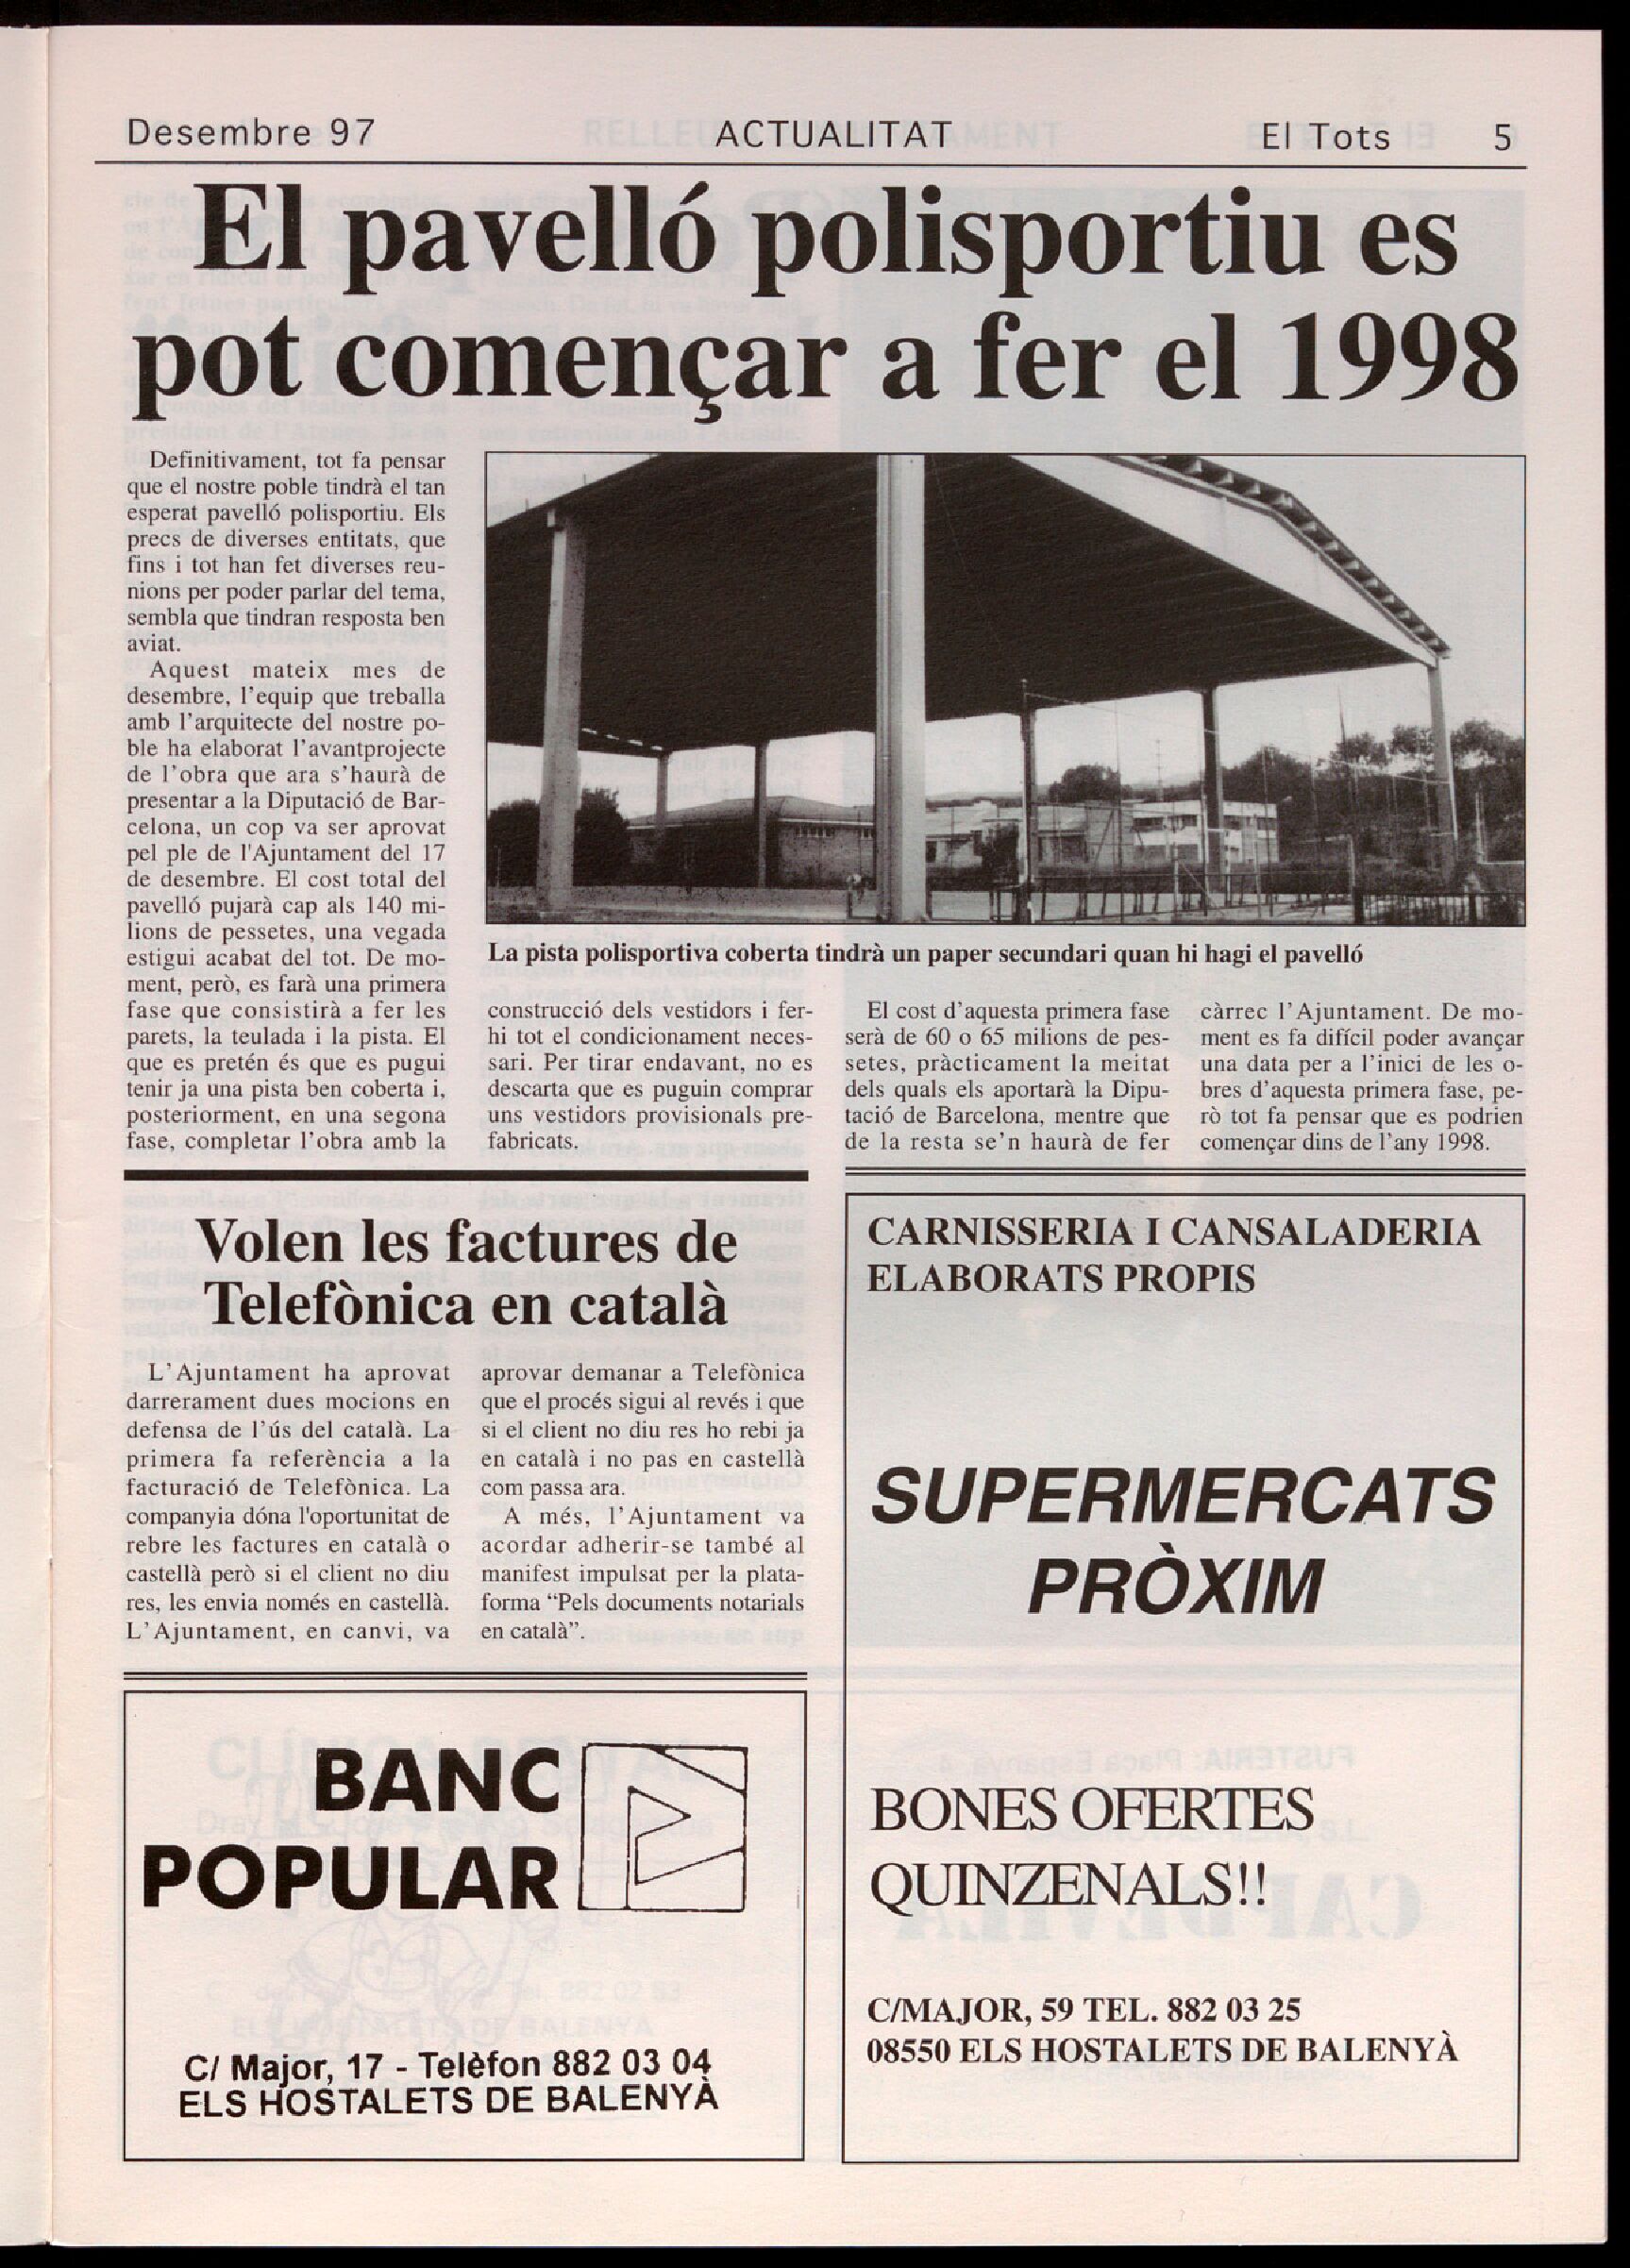 Desembre 97 ACTUALITAT El Tots 5
El pavelló polisportiu es
pot començar a fer el 1998
Definitivament, tot fa pensar
que el nostre poble tindrà el tan
esperat pavelló polisportiu. Els
precs de diverses entitats, que
fins i tot han fet diverses reu-
nions per poder parlar del tema,
sembla que tindran resposta ben
aviat.
Aquest mateix mes de
desembre, l'equip que treballa
amb l'arquitecte del nostre po-
ble ha elaborat l'avantprojecte
de l'obra que ara s'haurà de
presentar a la Diputació de Bar-
celona, un cop va ser aprovat
pel ple de l'Ajuntament del 17
de desembre. El cost total del
pavelló pujarà cap als 140 mi-
lions de pessetes, una vegada
estigui acabat del tot. De mo-
ment, però, es farà una primera
fase que consistirà a fer les
parets, la teulada i la pista. El
que es pretén és que es pugui
tenir ja una pista ben coberta i,
posteriorment, en una segona
fase, completar l'obra amb la
La pista polisportiva coberta tindrà un paper secundari quan hi hagi el pavelló
construcció dels vestidors i fer-
hi tot el condicionament neces-
sari. Per tirar endavant, no es
descarta que es puguin comprar
uns vestidors provisionals pre-
fabricats.
El cost d'aquesta primera fase
serà de 60 o 65 milions de pes-
setes, pràcticament la meitat
dels quals els aportarà la Dipu-
tació de Barcelona, mentre que
de la resta se'n haurà de fer
càrrec l'Ajuntament. De mo-
ment es fa difícil poder avançar
una data per a l'inici de les o-
bres d'aquesta primera fase, pe-
rò tot fa pensar que es podrien
començar dins de l'any 1998.
Volen les factures de
Telefònica en català
L'Ajuntament ha aprovat
darrerament dues mocions en
defensa de l'ús del català. La
primera fa referència a la
facturació de Telefònica. La
companyia dóna l'oportunitat de
rebre les factures en català o
castellà però si el client no diu
res, les envia només en castellà.
L'Ajuntament, en canvi, va
aprovar demanar a Telefònica
que el procés sigui al revés i que
si el client no diu res ho rebi ja
en català i no pas en castellà
com passa ara.
A més, l'Ajuntament va
acordar adherir-se també al
manifest impulsat per la plata-
forma “Pels documents notarials
en català”.
BANC
POPULAR
C/ Major, 17 - Telèfon 882 03 04
ELS HOSTALETS DE BALENYÀ
CARNISSERIA I CANSALADERIA
ELABORATS PROPIS
SUPERMERCATS
PRÒXIM
BONES OFERTES
QUINZENALS!!
C/MAJOR, 59 TEL. 882 03 25
08550 ELS HOSTALETS DE BALENYÀ